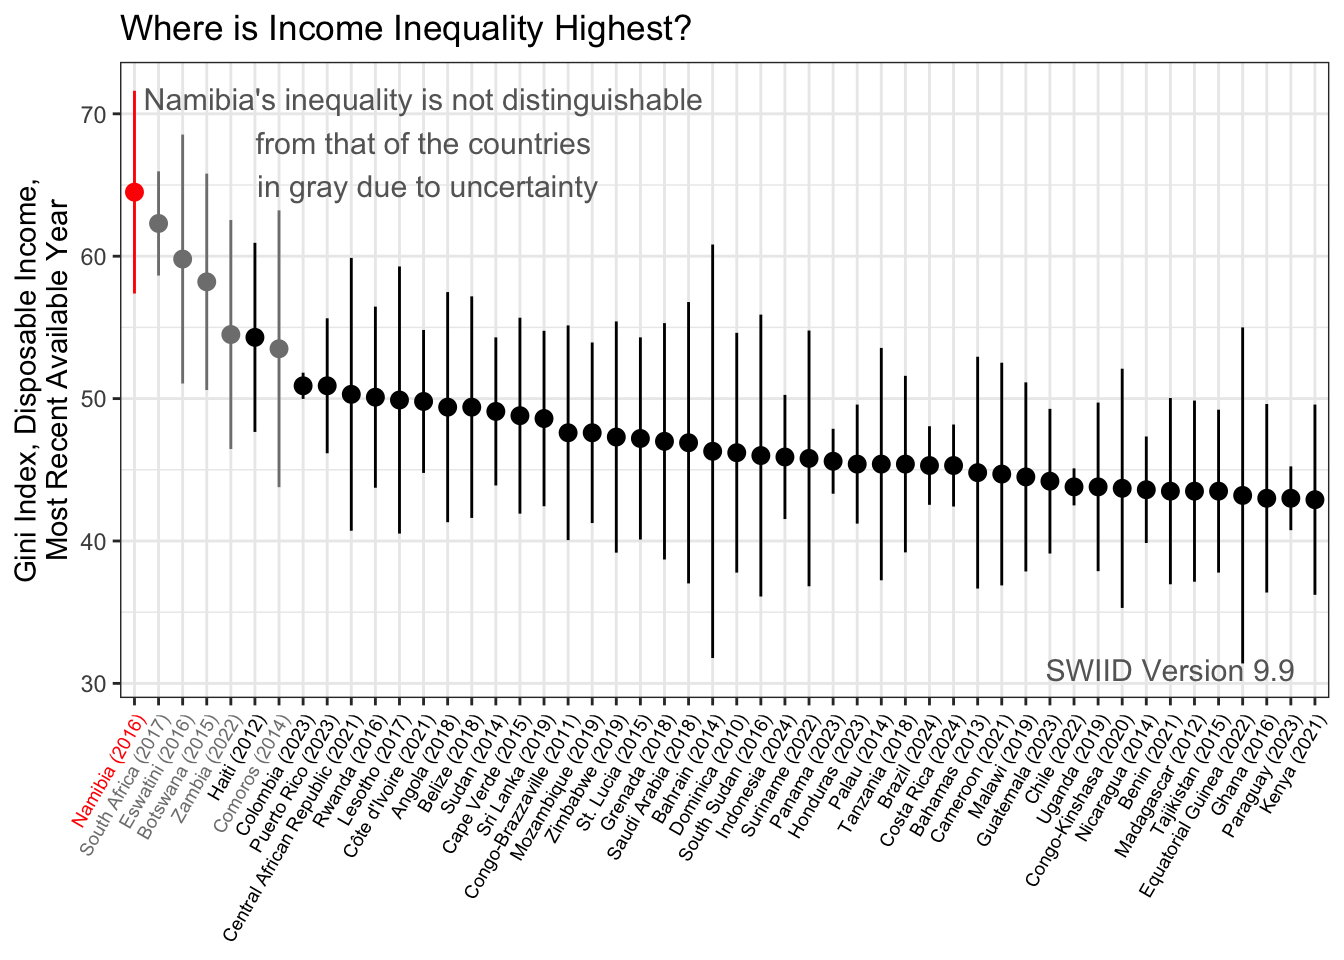 Where is Income Inequality Highest?
Gini Index, Disposable Income,
Most Recent Available Year
70
60
50
40
30
Namibia's inequality is not distinguishable
from that of the countries
in gray due to uncertainty
SWIID Version 9.9
Namibia (2016)
South Africa (2017)
Eswatini (2016)
Botswana (2015)
Zambia (2022)
Haiti (2012)
Comoros (2014)
Colombia (2023)
Puerto Rico (2023)
Central African Republic (2021)
Rwanda (2016)
Lesotho (2017)
Côte d'Ivoire (2021)
Angola (2018)
Belize (2018)
Sudan (2014)
Cape Verde (2015)
Sri Lanka (2019)
Congo-Brazzaville (2011)
Mozambique (2019)
Zimbabwe (2019)
St. Lucia (2015)
Grenada (2018)
Saudi Arabia (2018)
Bahrain (2014)
Dominica (2010)
South Sudan (2016)
Indonesia (2024)
Suriname (2022)
Panama (2023)
Honduras (2023)
Palau (2014)
Tanzania (2018)
Brazil (2024)
Costa Rica (2024)
Bahamas (2013)
Cameroon (2021)
Malawi (2019)
Guatemala (2023)
Chile (2022)
Uganda (2019)
Congo-Kinshasa (2020)
Nicaragua (2014)
Benin (2021)
Madagascar (2012)
Tajikistan (2015)
Equatorial Guinea (2022)
Ghana (2016)
Paraguay (2023)
Kenya (2021)